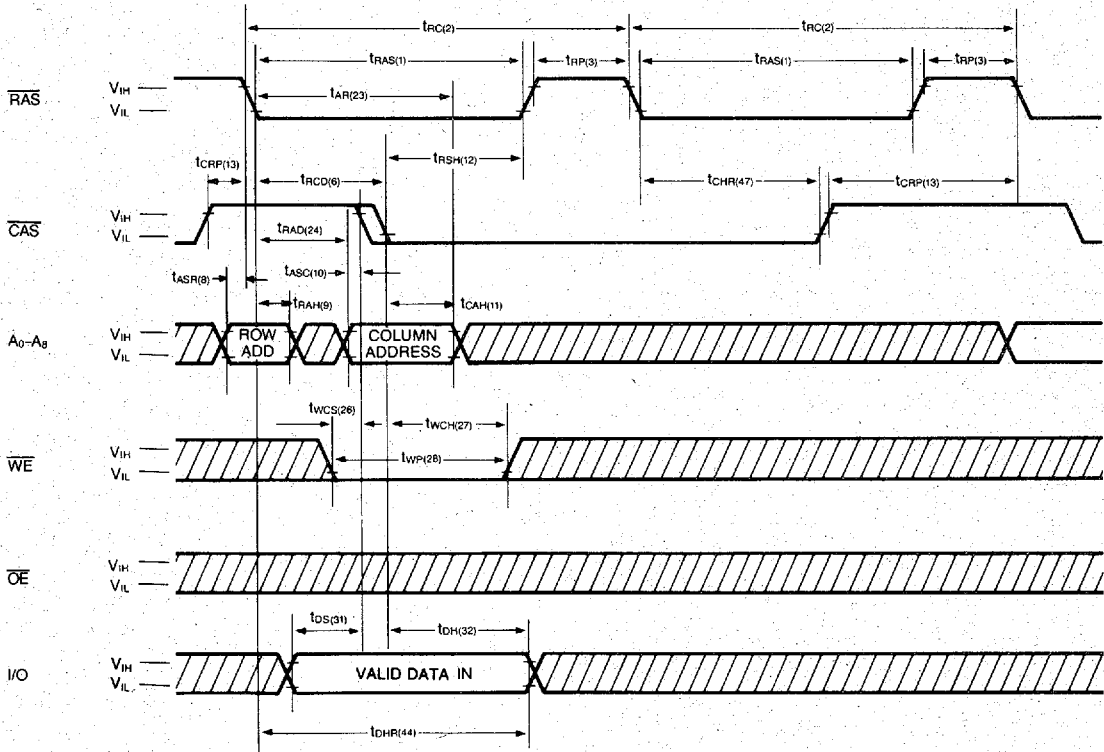 tRC(2) tRC(2)
tRAS(1) tRP(3) tRAS(1) tRP(3)
RAS VIH
VIL
tAR(23)
tCRP(13) tRCD(6) tRSH(12) tCHR(47) tCRP(13)
CAS VIH
VIL
tRAD(24)
tASR(8) tASC(10)
tRAH(9) tCAH(11)
A0–A8 VIH
VIL
ROW ADD
COLUMN ADDRESS
tWCS(26) tWCH(27)
WE VIH
VIL
tWP(28)
OE VIH
VIL
tDS(31) tDH(32)
I/O VIH
VIL
VALID DATA IN
tDHR(44)